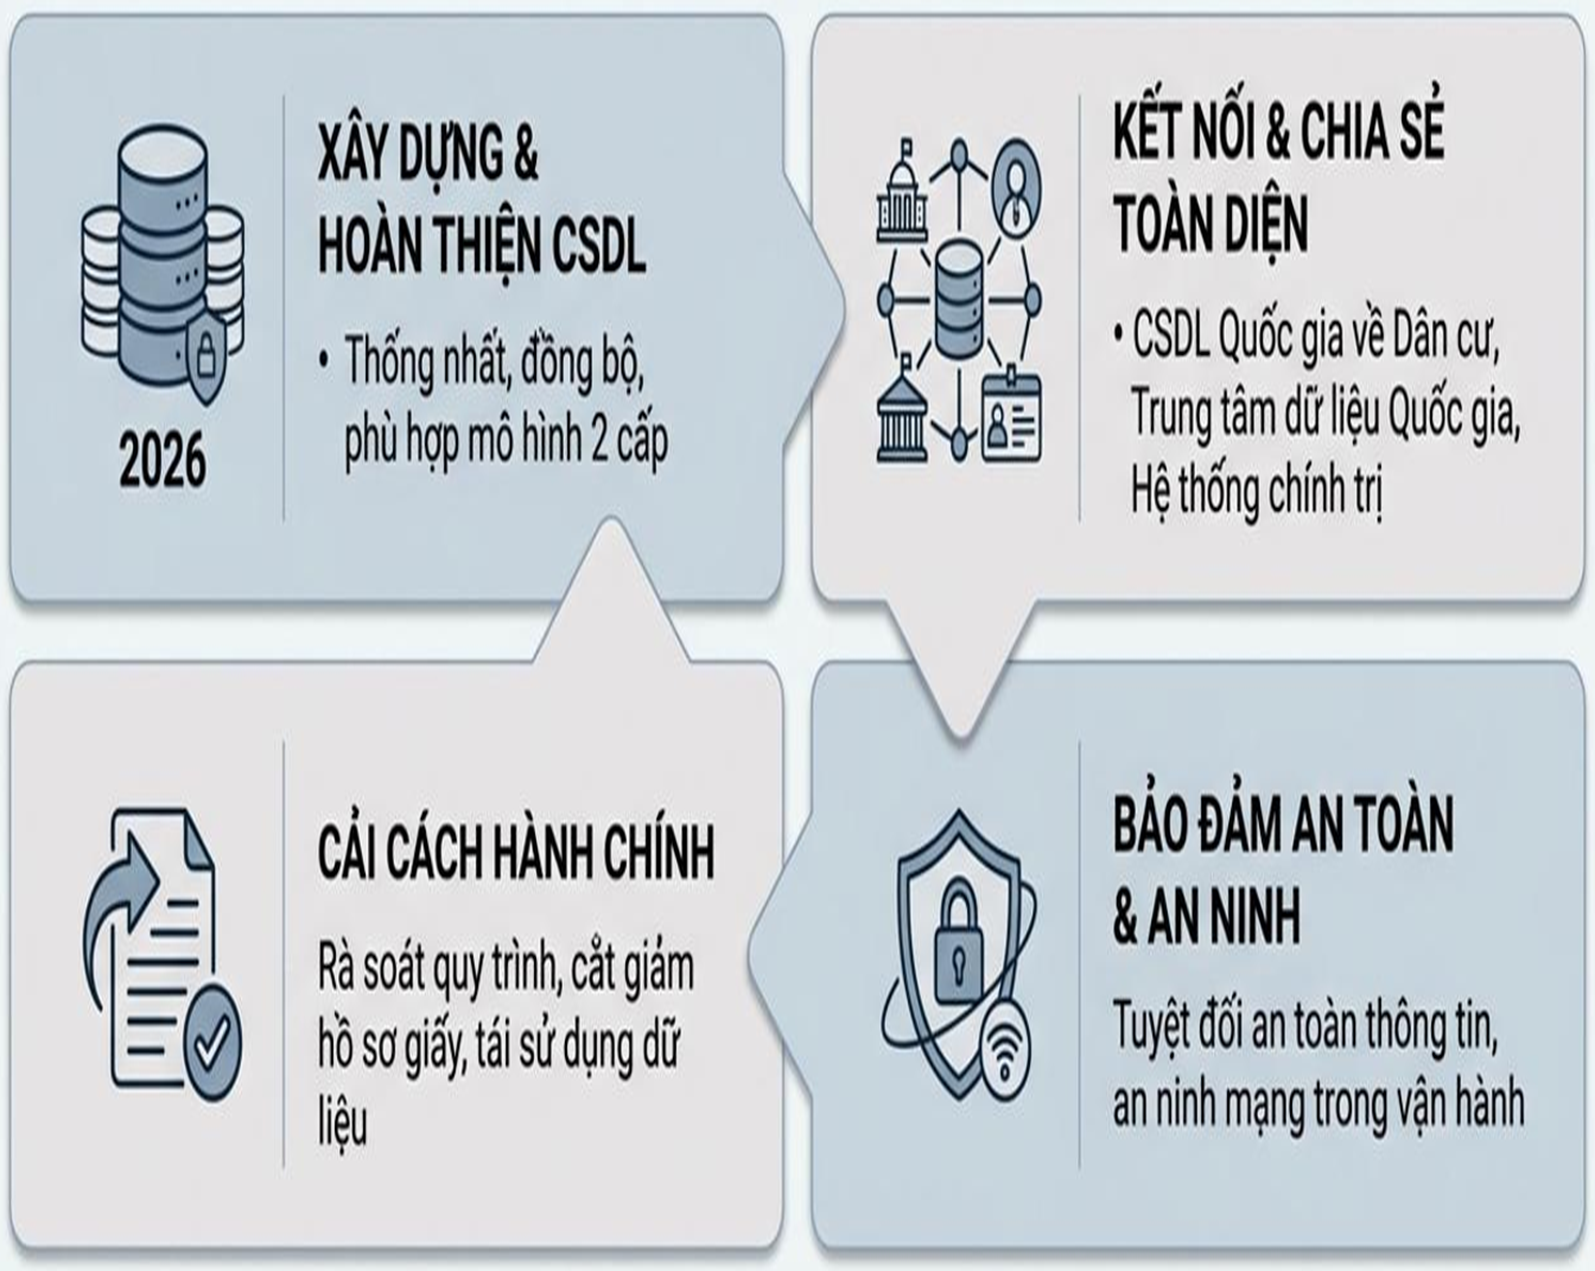 XÂY DỰNG &
HOÀN THIỆN CSDL
• Thống nhất, đồng bộ,
phù hợp mô hình 2 cấp
2026
KẾT NỐI & CHIA SẺ
TOÀN DIỆN
• CSDL Quốc gia về Dân cư,
Trung tâm dữ liệu Quốc gia,
Hệ thống chính trị
CẢI CÁCH HÀNH CHÍNH
Rà soát quy trình, cắt giảm
hồ sơ giấy, tái sử dụng dữ
liệu
BẢO ĐẢM AN TOÀN
& AN NINH
Tuyệt đối an toàn thông tin,
an ninh mạng trong vận hành